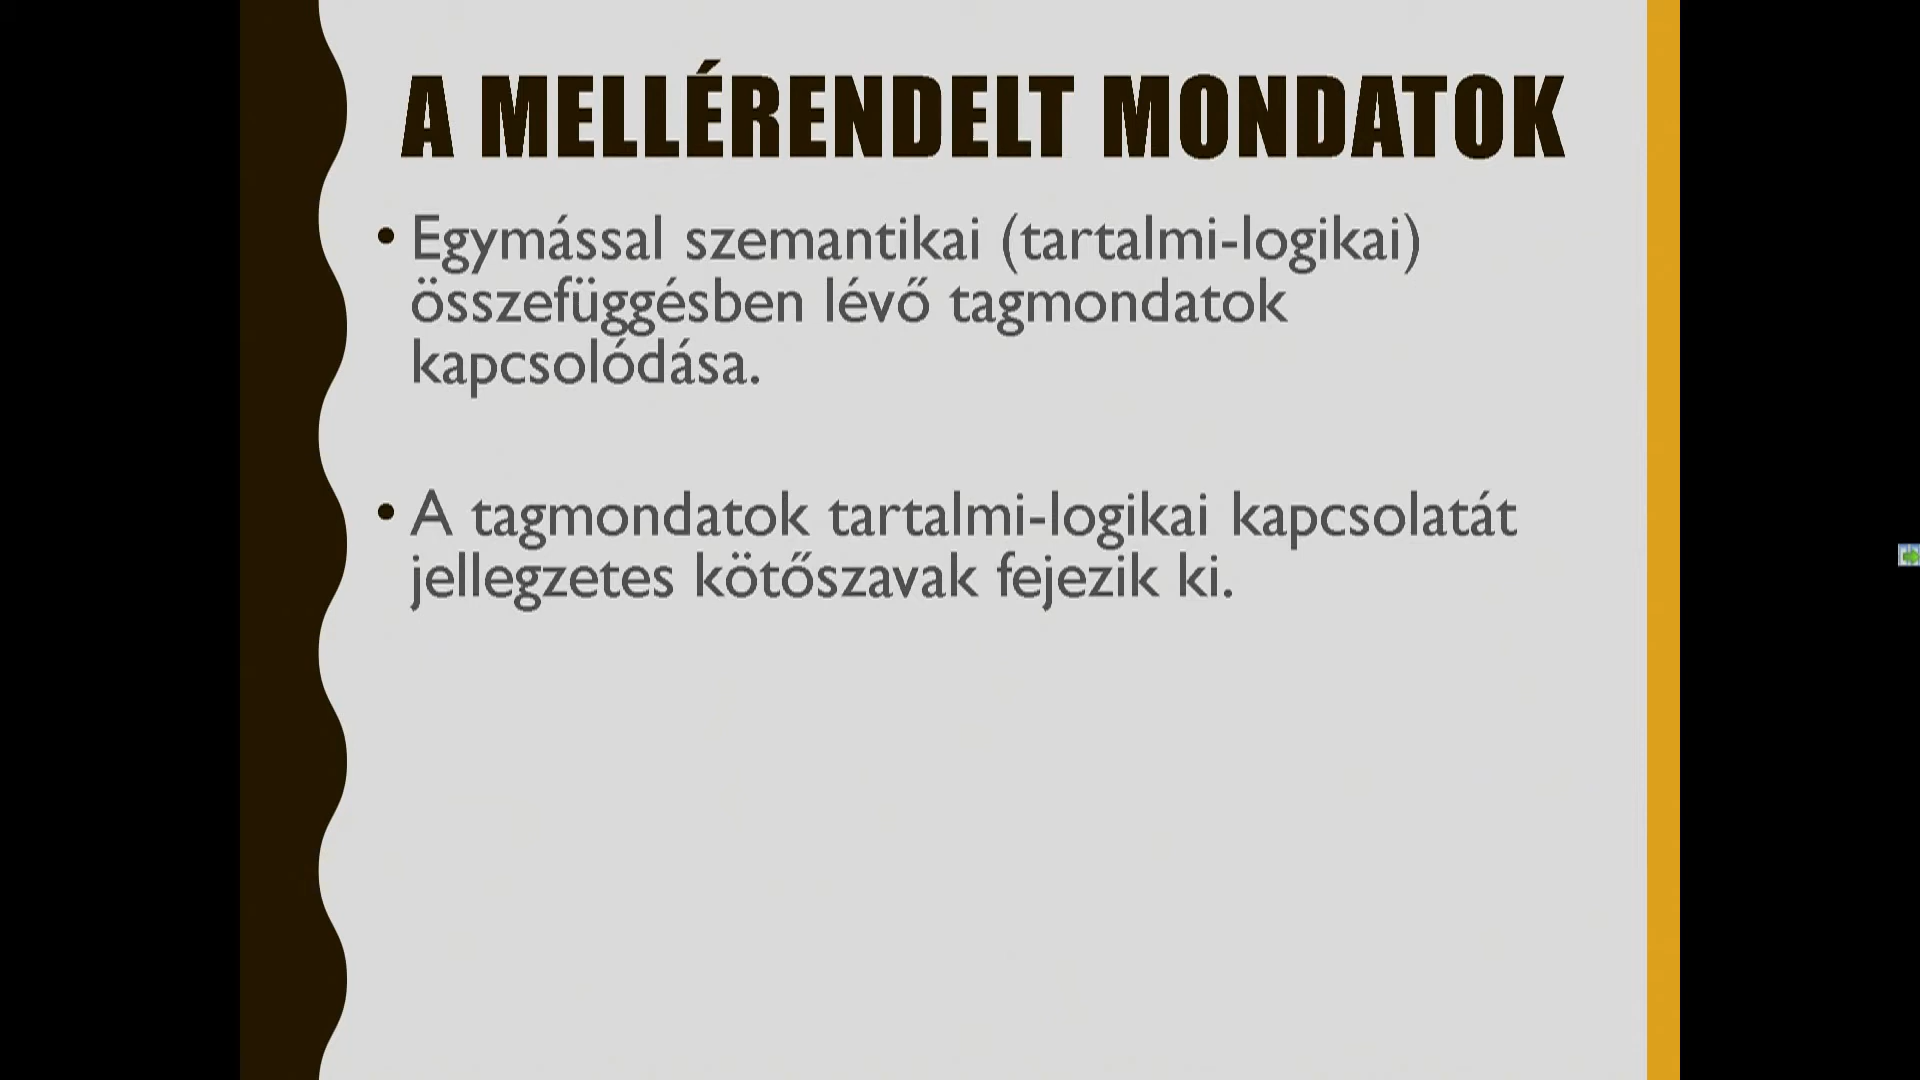 A MELLÉRENDELT MONDATOK
• Egymással szemantikai (tartalmi-logikai)
összefüggésben lévő tagmondatok
kapcsolódása.
• A tagmondatok tartalmi-logikai kapcsolatát
jellegzetes kötőszavak fejezik ki.